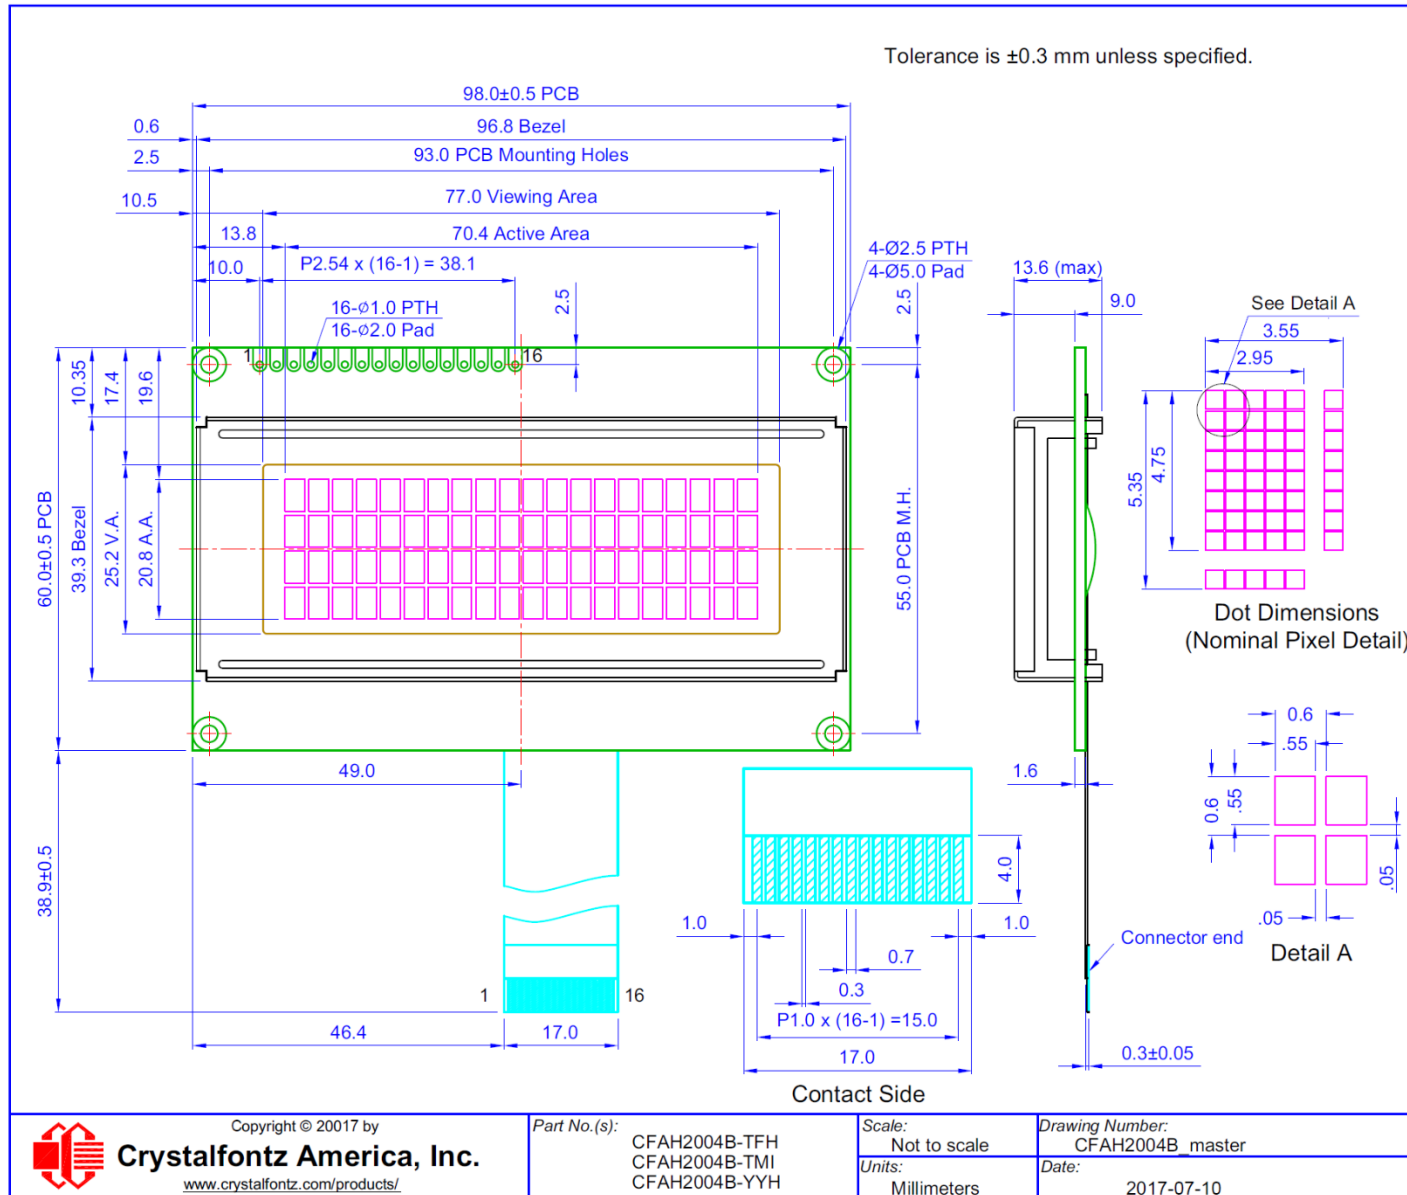 Tolerance is ±0.3 mm unless specified.
98.0±0.5 PCB
0.6
96.8 Bezel
2.5
93.0 PCB Mounting Holes
10.5
77.0 Viewing Area
13.8
70.4 Active Area
10.0
P2.54 x (16-1) = 38.1
16-ø1.0 PTH
16-ø2.0 Pad
2.5
4-Ø2.5 PTH
4-Ø5.0 Pad
2.5
13.6 (max)
9.0
See Detail A
3.55
2.95
1
16
10.35
17.4
19.6
60.0±0.5 PCB
39.3 Bezel
25.2 V.A.
20.8 A.A.
55.0 PCB M.H.
5.35
4.75
Dot Dimensions
(Nominal Pixel Detail)
49.0
38.9±0.5
1
16
46.4
17.0
4.0
1.0
1.0
0.7
0.3
P1.0 x (16-1) =15.0
17.0
Contact Side
1.6
Connector end
0.3±0.05
0.6
.55
0.6
.55
.05
.05
Detail A
Copyright © 20017 by
Crystalfontz America, Inc.
www.crystalfontz.com/products/
Part No.(s):
CFAH2004B-TFH
CFAH2004B-TMI
CFAH2004B-YYH
Scale:
Not to scale
Units:
Millimeters
Drawing Number:
CFAH2004B_master
Date:
2017-07-10